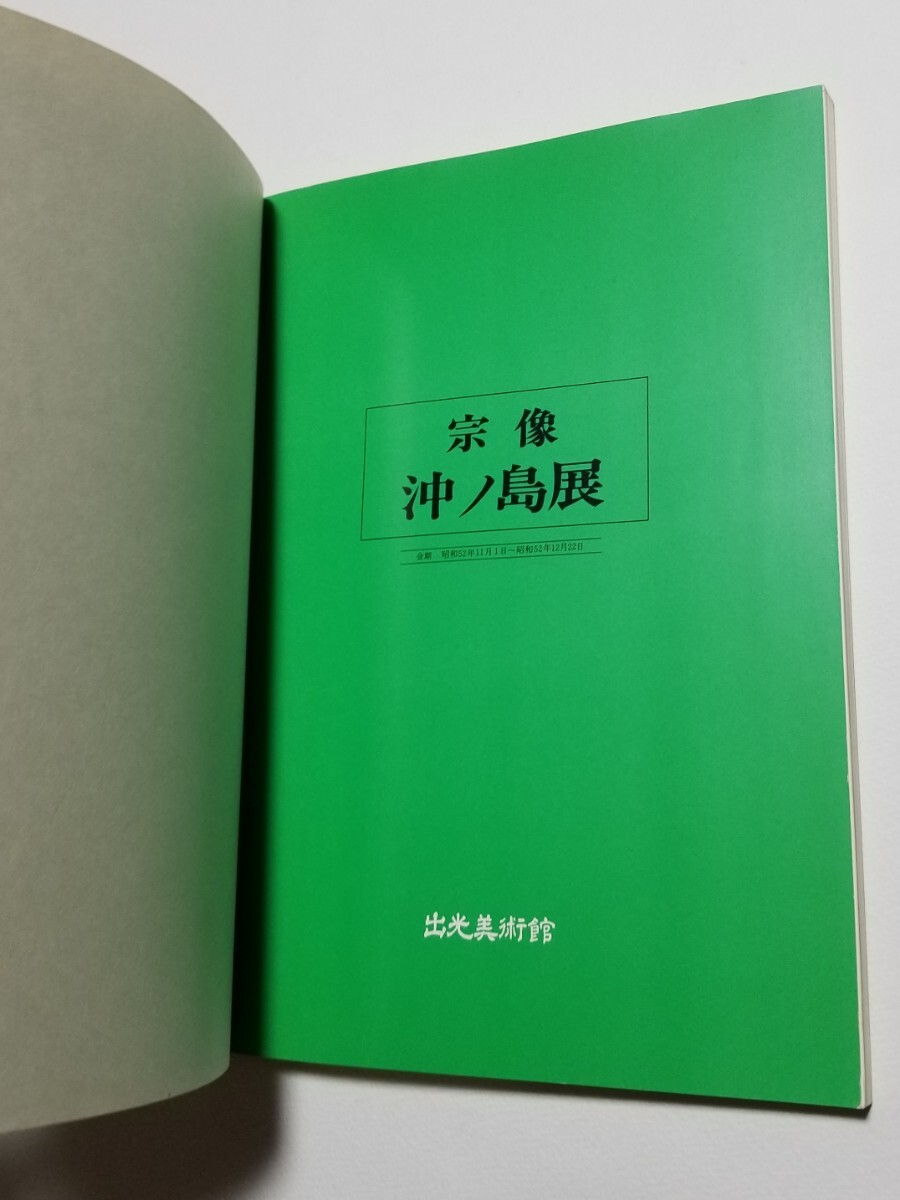 宗像
沖ノ島展
会期 昭和52年11月1日〜昭和52年12月22日
出光美術館